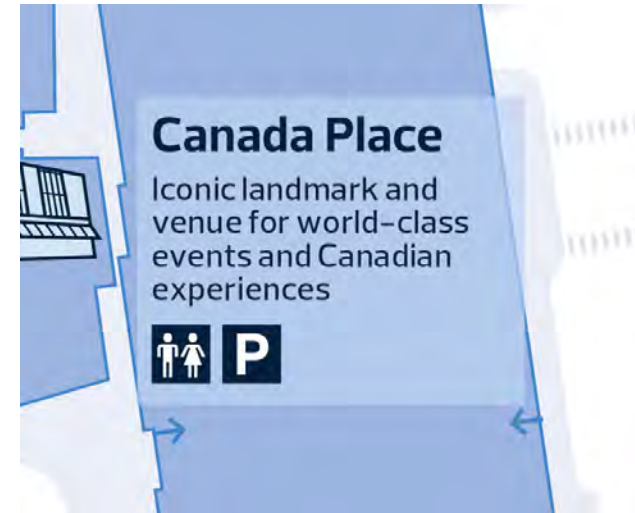 Canada Place
Iconic landmark and
venue for world-class
events and Canadian
experiences
P